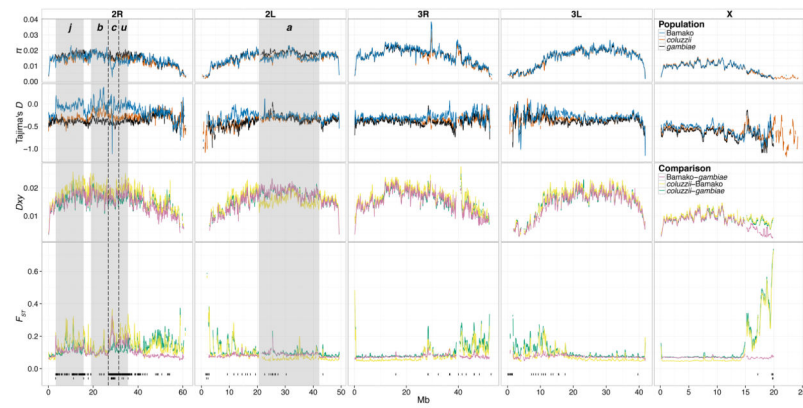 2R 2L 3R 3L X
j b c u a
0.04
0.03
π 0.02
0.01
0.00
Population
Bamako
coluzzii
gambiae
0.0
Tajima's D −0.5
−1.0
Dxy 0.02
0.01
Comparison
Bamako−gambiae
coluzzii−Bamako
coluzzii−gambiae
0.6
0.4
FST
0.2
0.0
0 20 40 60 0 10 20 30 40 50 0 20 40 0 10 20 30 40 0 5 10 15 20
Mb